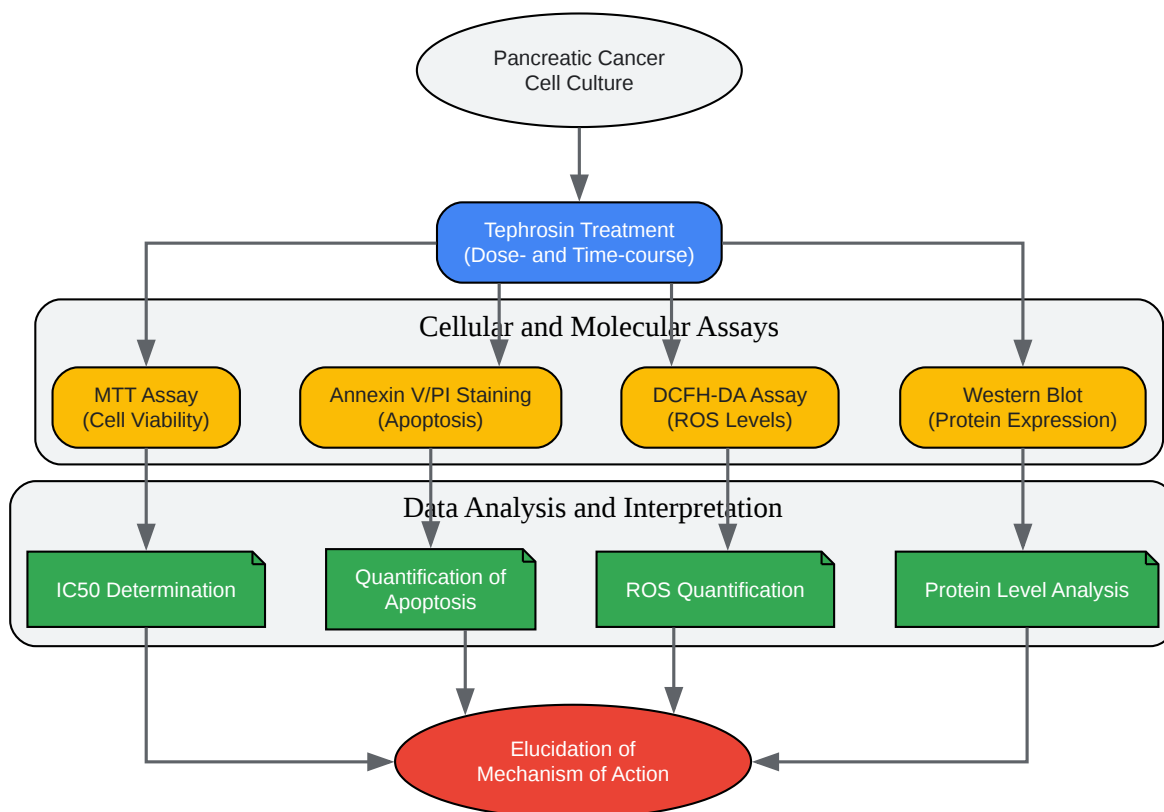 Pancreatic Cancer
Cell Culture
Tephrosin Treatment
(Dose- and Time-course)
Cellular and Molecular Assays
MTT Assay
(Cell Viability)
Annexin V/PI Staining
(Apoptosis)
DCFH-DA Assay
(ROS Levels)
Western Blot
(Protein Expression)
Data Analysis and Interpretation
IC50 Determination
Quantification of
Apoptosis
ROS Quantification
Protein Level Analysis
Elucidation of
Mechanism of Action